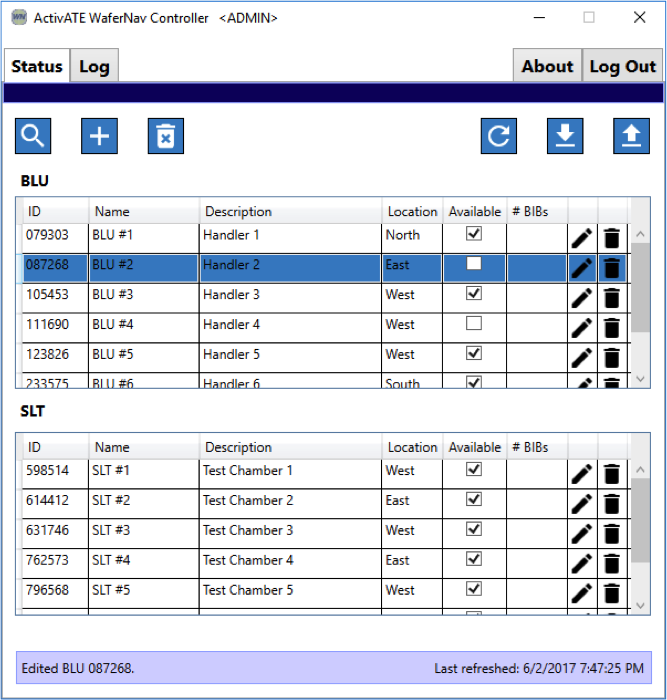 WN ActivATE WaferNav Controller <ADMIN>
Status Log About Log Out
BLU
ID Name Description Location Available # BIBs
079303 BLU #1 Handler 1 North
087268 BLU #2 Handler 2 East
105453 BLU #3 Handler 3 West
111690 BLU #4 Handler 4 West
123826 BLU #5 Handler 5 West
233575 BLU #6 Handler 6 South
SLT
ID Name Description Location Available # BIBs
598514 SLT #1 Test Chamber 1 West
614412 SLT #2 Test Chamber 2 East
631746 SLT #3 Test Chamber 3 West
762573 SLT #4 Test Chamber 4 East
796568 SLT #5 Test Chamber 5 West
Edited BLU 087268. Last refreshed: 6/2/2017 7:47:25 PM